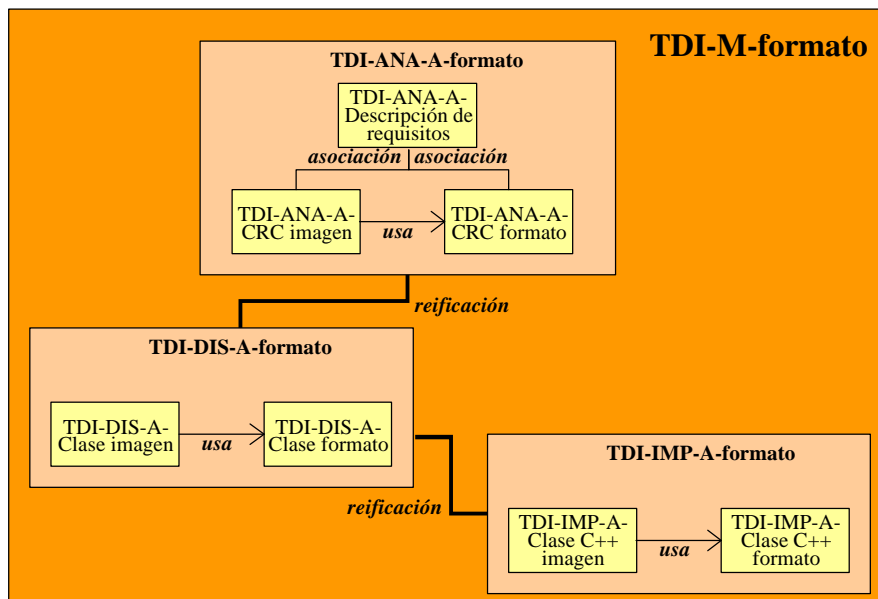 TDI-M-formato
TDI-ANA-A-formato
TDI-ANA-A-
Descripción de
requisitos
asociación asociación
TDI-ANA-A-
CRC imagen
usa
TDI-ANA-A-
CRC formato
reificación
TDI-DIS-A-formato
TDI-DIS-A-
Clase imagen
usa
TDI-DIS-A-
Clase formato
reificación
TDI-IMP-A-formato
TDI-IMP-A-
Clase C++
imagen
usa
TDI-IMP-A-
Clase C++
formato